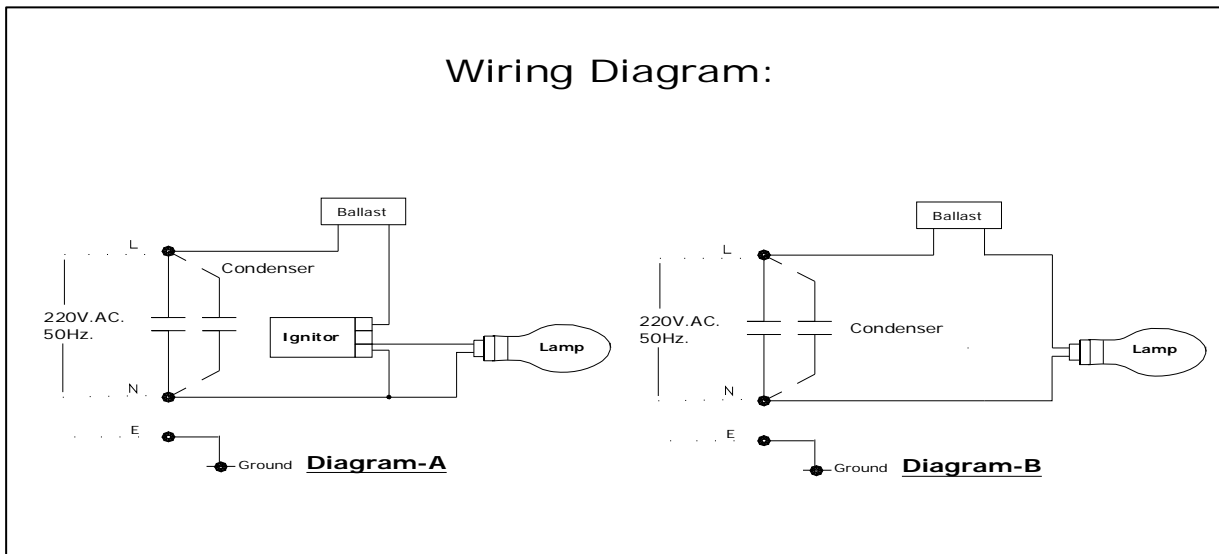 Wiring Diagram:
Ballast
L
Condenser
220V.AC.
50Hz.
Ignitor
Lamp
N
E
Ground
Diagram-A
Ballast
L
220V.AC.
50Hz.
Condenser
Lamp
N
E
Ground
Diagram-B